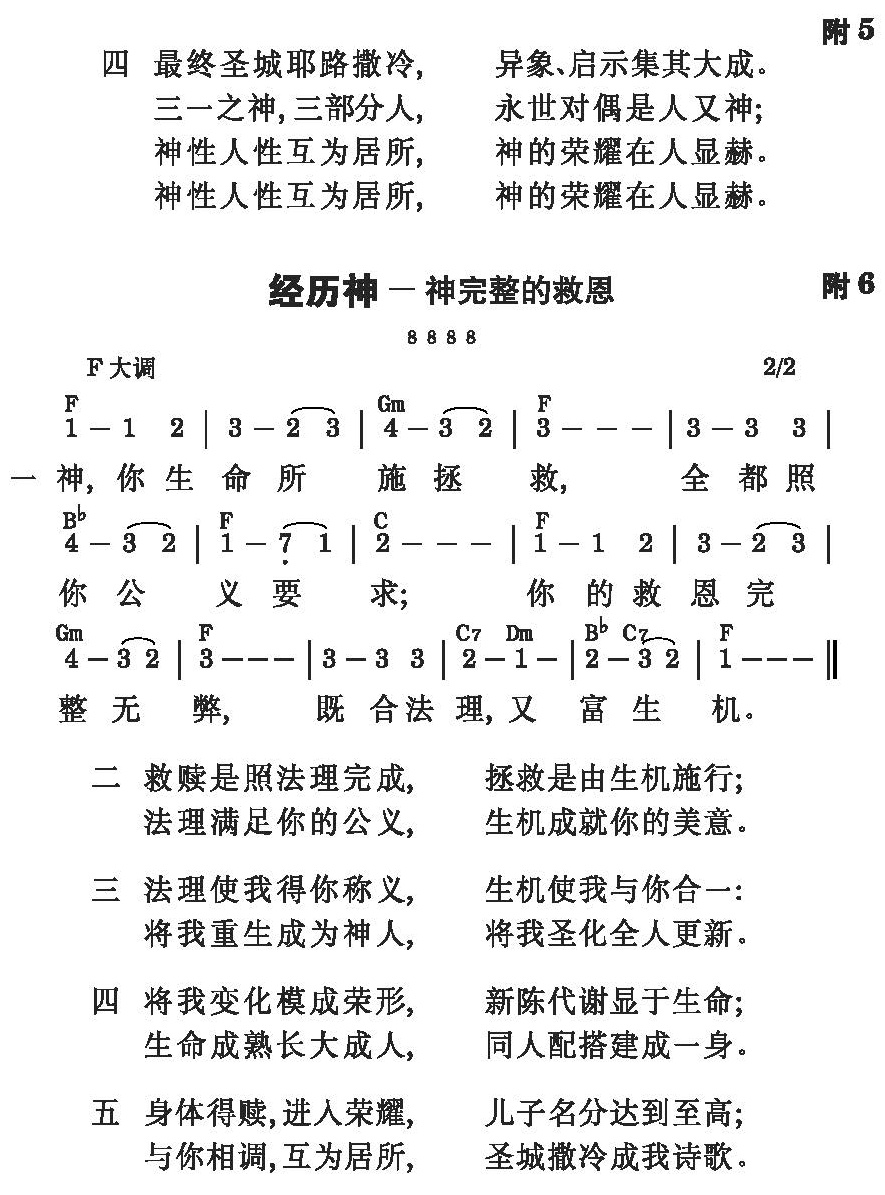 附 5
四 最终圣城耶路撒冷, 异象、启示集其大成。
三一之神, 三部分人, 永世对偶是人又神;
神性人性互为居所, 神的荣耀在人显赫。
神性人性互为居所, 神的荣耀在人显赫。
经历神 — 神完整的救恩 附 6
8 8 8 8
F 大调 2/2
F Gm F
1 – 1 2 | 3 – 2 3 | 4 – 3 2 | 3 – – – | 3 – 3 3 |
一 神, 你 生 命 所 施 拯 救, 全 都 照
B♭ F C F
4 – 3 2 | 1 – 7̣ 1 | 2 – – – | 1 – 1 2 | 3 – 2 3 |
你 公 义 要 求; 你 的 救 恩 完
Gm F C7 Dm B♭ C7 F
4 – 3 2 | 3 – – – | 3 – 3 3 | 2 – 1 – | 2 – 3 2 | 1 – – – ‖
整 无 弊, 既 合 法 理, 又 富 生 机。
二 救赎是照法理完成, 拯救是由生机施行;
法理满足你的公义, 生机成就你的美意。
三 法理使我得你称义, 生机使我与你合一:
将我重生成为神人, 将我圣化全人更新。
四 将我变化模成荣形, 新陈代谢显于生命;
生命成熟长大成人, 同人配搭建成一身。
五 身体得赎, 进入荣耀, 儿子名分达到至高;
与你相调, 互为居所, 圣城撒冷成我诗歌。